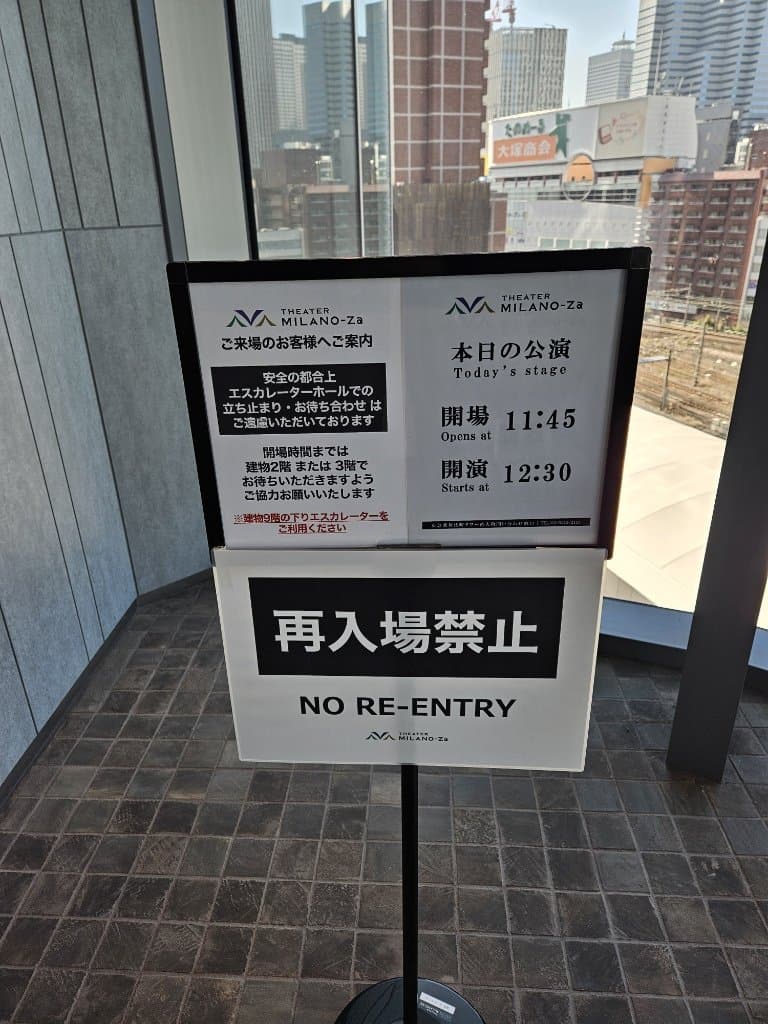 たのめーる
大塚商会
THEATER
MILANO-Za
ご来場のお客様へご案内
安全の都合上
エスカレーターホールでの
立ち止まり・お待ち合わせ は
ご遠慮いただいております
開場時間までは
建物2階 または 3階で
お待ちいただきますよう
ご協力お願いいたします
※建物9階の下りエスカレーターを
ご利用ください
THEATER
MILANO-Za
本日の公演
Today's stage
開場 11:45
Opens at
開演 12:30
Starts at
再入場禁止
NO RE-ENTRY
THEATER
MILANO-Za